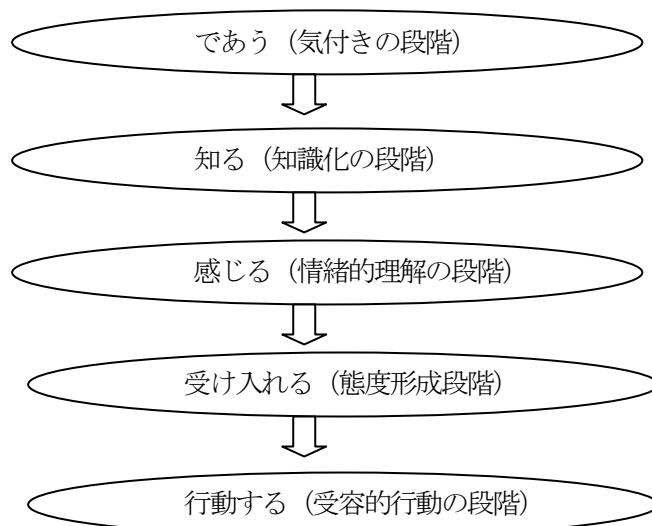 であう（気付きの段階）
知る（知識化の段階）
感じる（情緒的理解の段階）
受け入れる（態度形成段階）
行動する（受容的行動の段階）